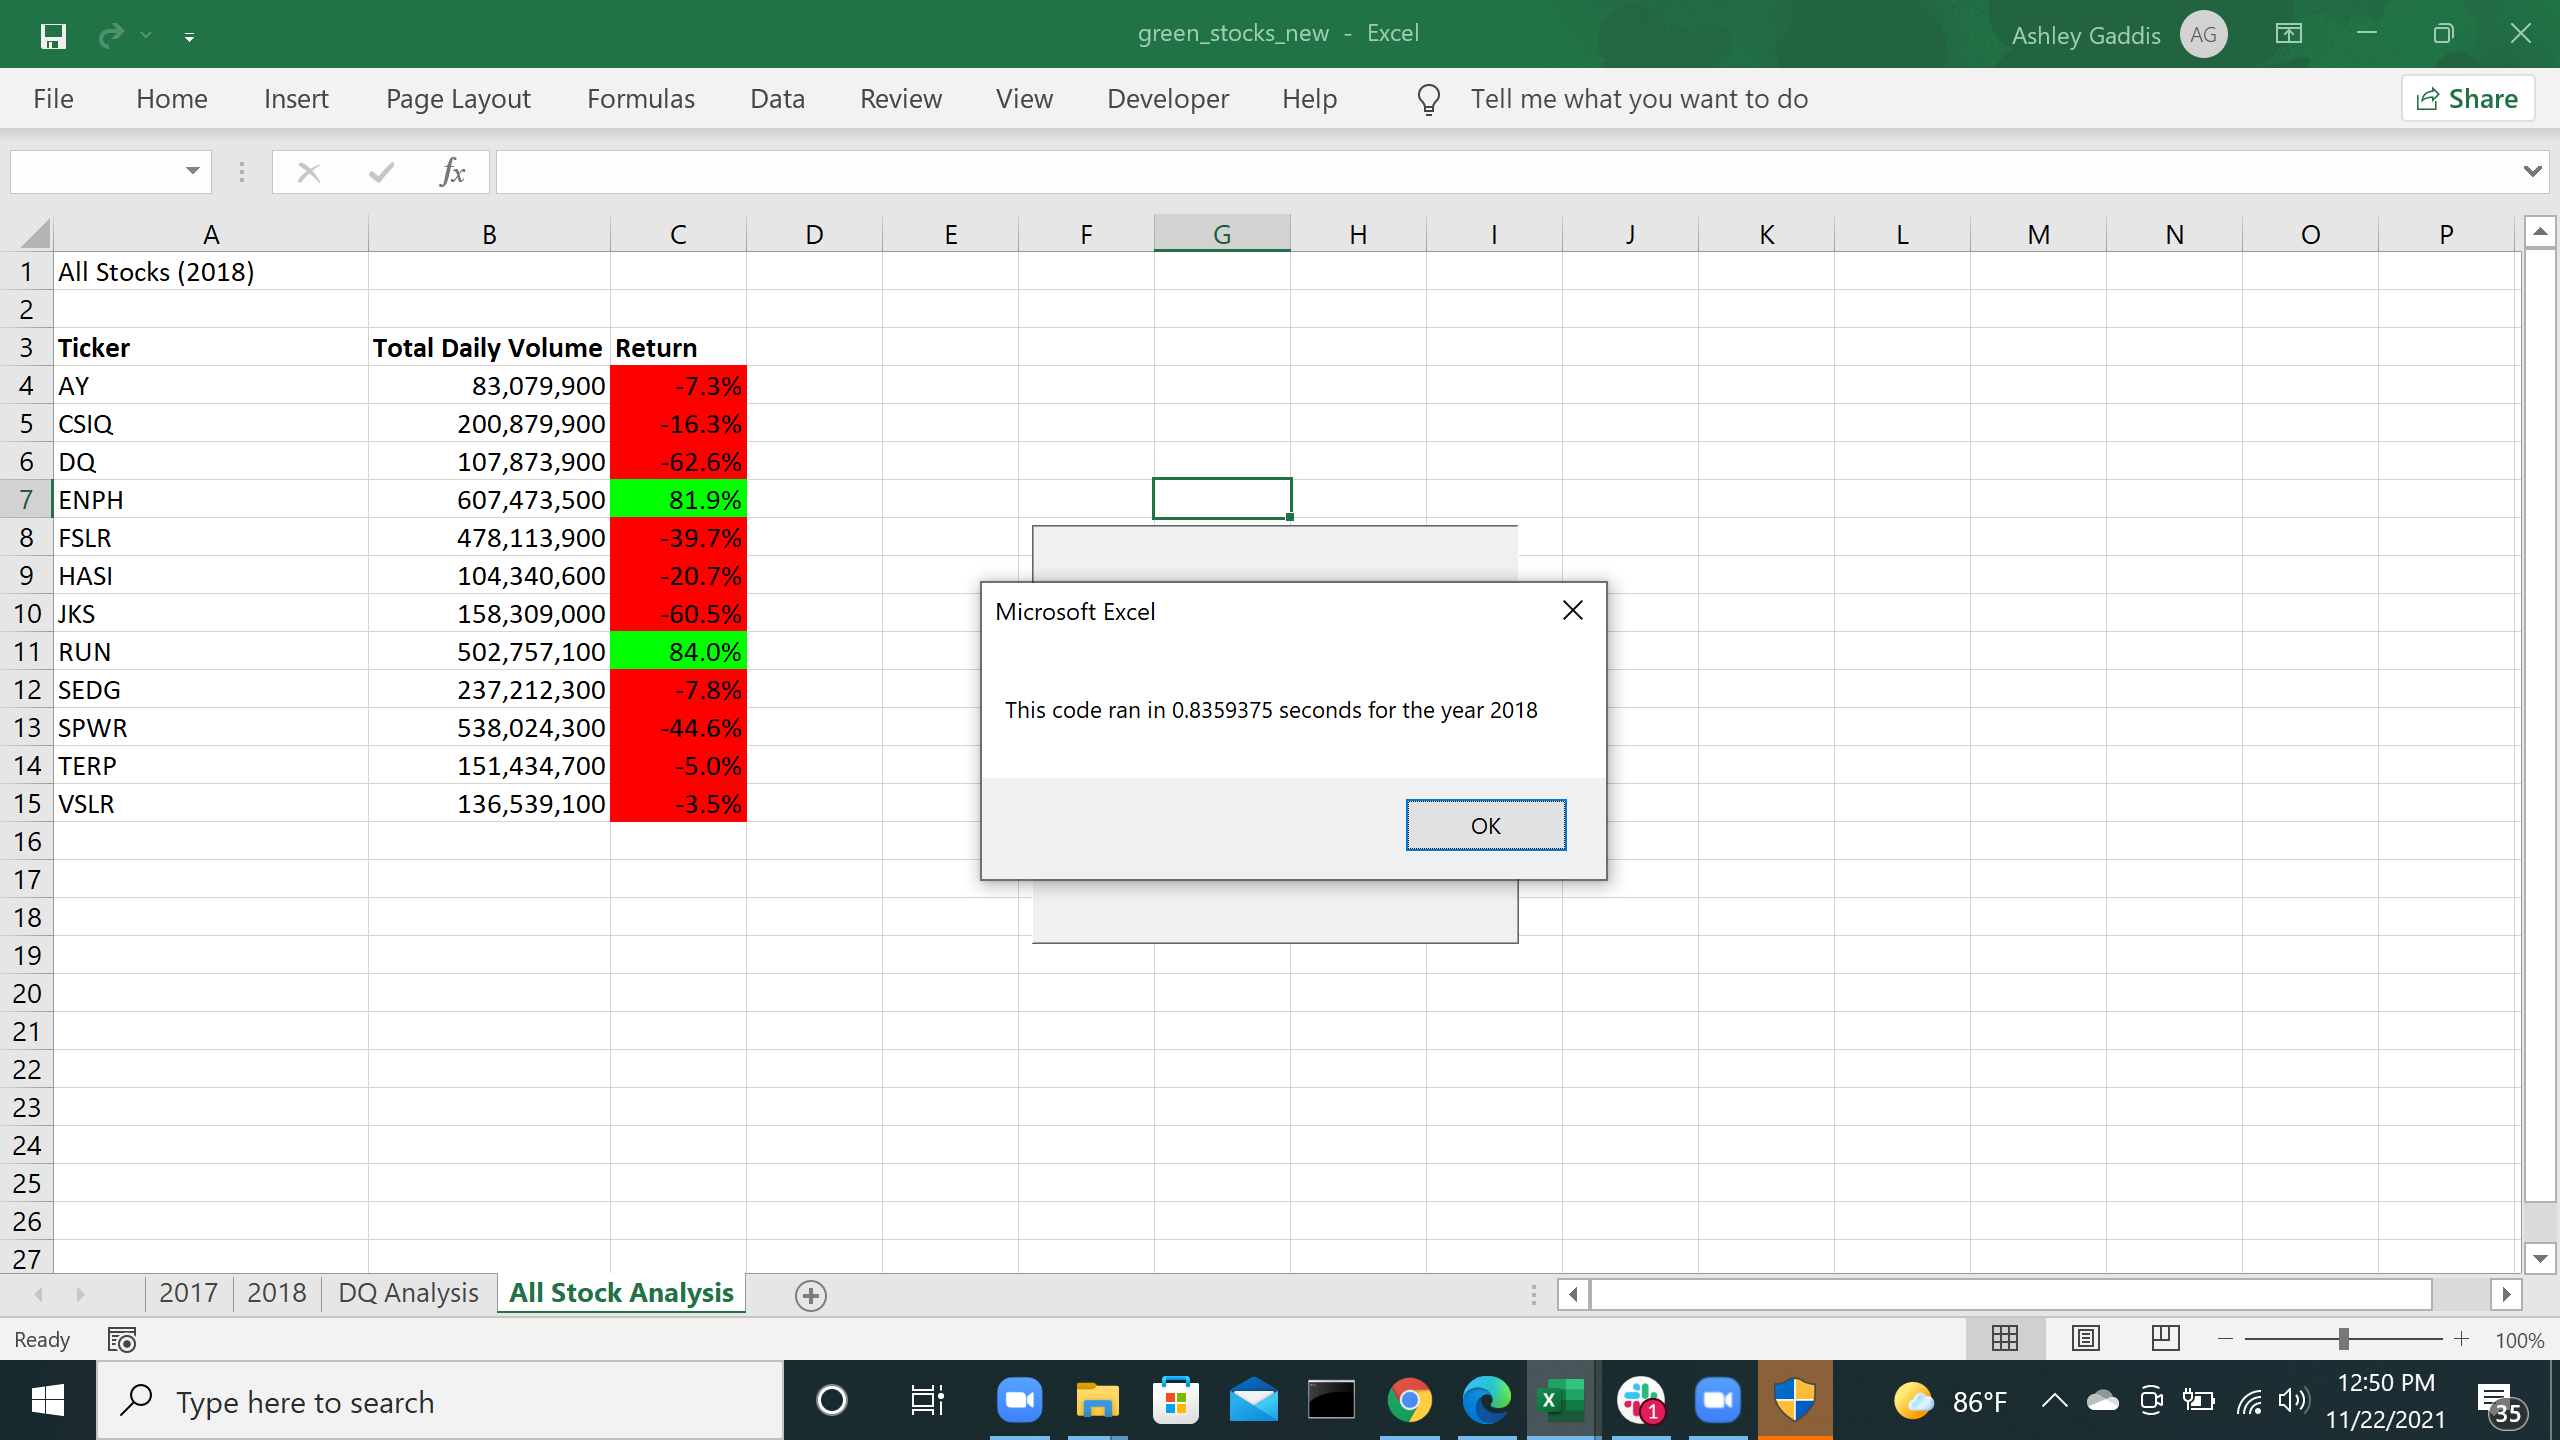 green_stocks_new - Excel
Ashley Gaddis AG
File Home Insert Page Layout Formulas Data Review View Developer Help Tell me what you want to do Share
fx
A B C D E F G H I J K L M N O P
1 All Stocks (2018)
2
3 Ticker Total Daily Volume Return
4 AY 83,079,900 -7.3%
5 CSIQ 200,879,900 -16.3%
6 DQ 107,873,900 -62.6%
7 ENPH 607,473,500 81.9%
8 FSLR 478,113,900 -39.7%
9 HASI 104,340,600 -20.7%
10 JKS 158,309,000 -60.5%
11 RUN 502,757,100 84.0%
12 SEDG 237,212,300 -7.8%
13 SPWR 538,024,300 -44.6%
14 TERP 151,434,700 -5.0%
15 VSLR 136,539,100 -3.5%
16
17
18
19
20
21
22
23
24
25
26
27
Microsoft Excel
This code ran in 0.8359375 seconds for the year 2018
OK
2017 2018 DQ Analysis All Stock Analysis
Ready 100%
Type here to search
X
1
86°F
12:50 PM
11/22/2021
35